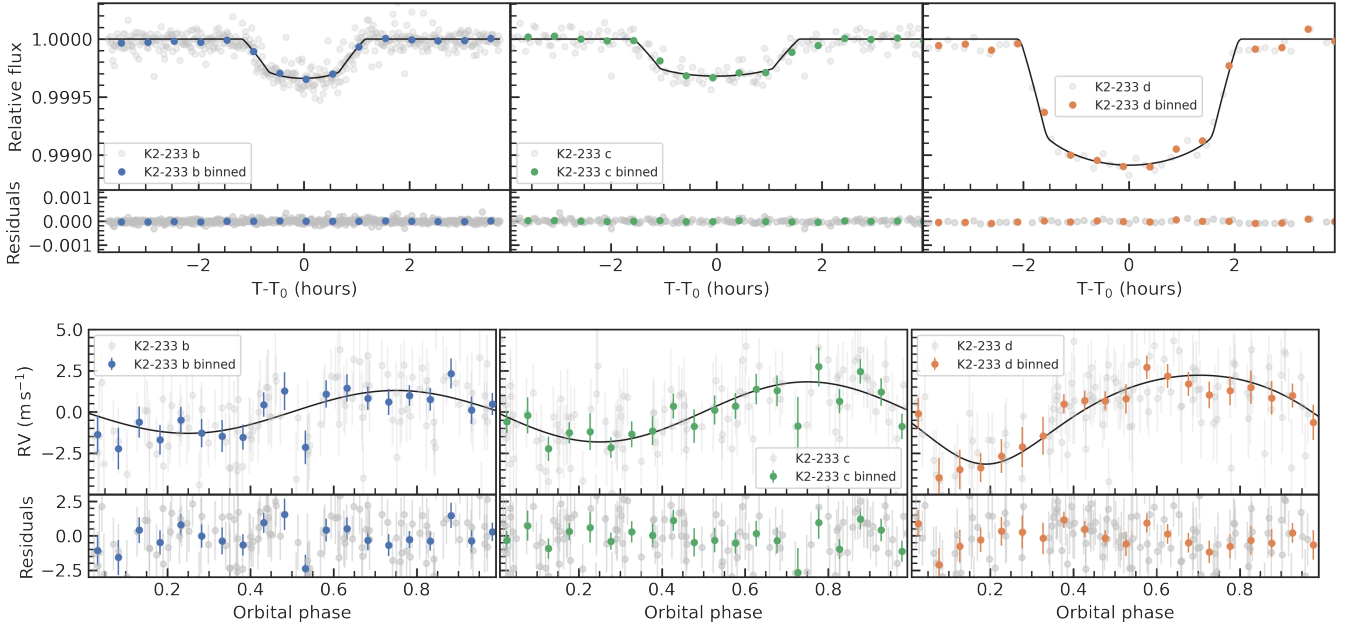 Relative flux
1.0000
0.9995
0.9990
K2-233 b
K2-233 b binned
K2-233 c
K2-233 c binned
K2-233 d
K2-233 d binned
Residuals
0.001
0.000
−0.001
−2 0 2
−2 0 2
−2 0 2
T-T0 (hours)
T-T0 (hours)
T-T0 (hours)
RV (m s−1)
5.0
2.5
0.0
−2.5
K2-233 b
K2-233 b binned
K2-233 c
K2-233 c binned
K2-233 d
K2-233 d binned
Residuals
2.5
0.0
−2.5
0.2 0.4 0.6 0.8
0.2 0.4 0.6 0.8
0.2 0.4 0.6 0.8
Orbital phase
Orbital phase
Orbital phase